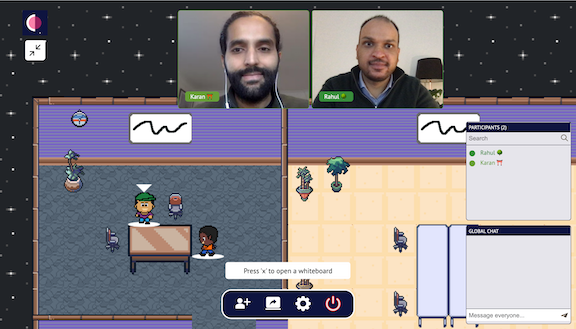 Karan
Rahul
PARTICIPANTS (2)
Search
Rahul
Karan
GLOBAL CHAT
Press 'x' to open a whiteboard
Message everyone...